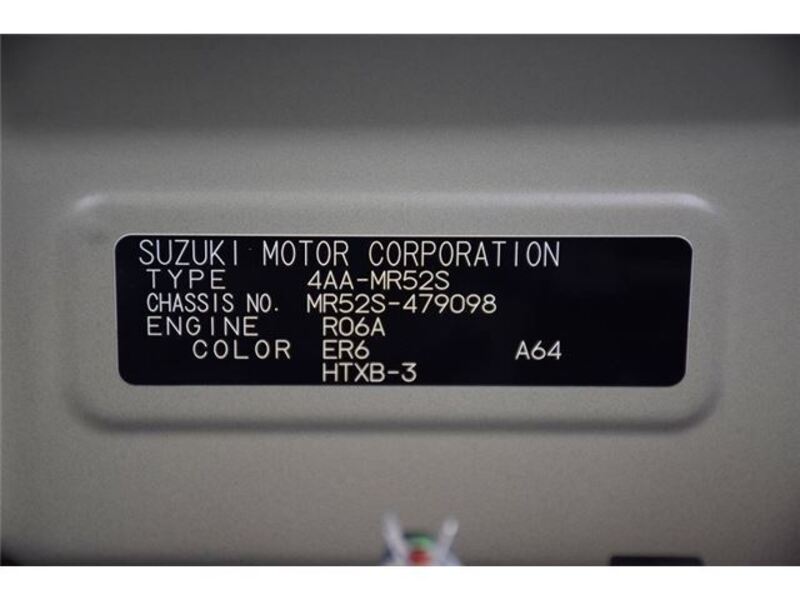 SUZUKI MOTOR CORPORATION
TYPE 4AA-MR52S
CHASSIS NO. MR52S-479098
ENGINE R06A
COLOR ER6 A64
HTXB-3